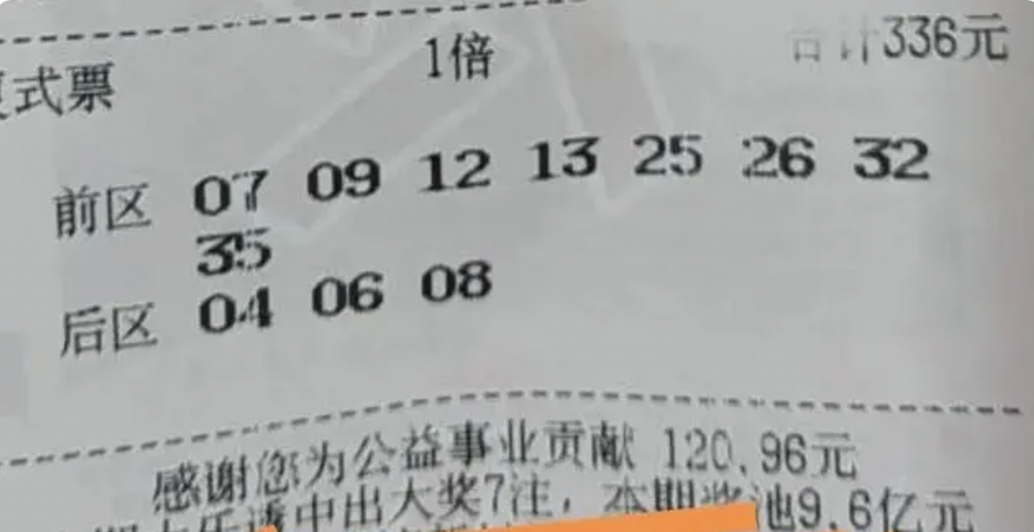 合计336元
式票 1倍
前区 07 09 12 13 25 26 32
35
后区 04 06 08
感谢您为公益事业贡献 120.96元
中出大奖7注，本期奖池9.6亿元